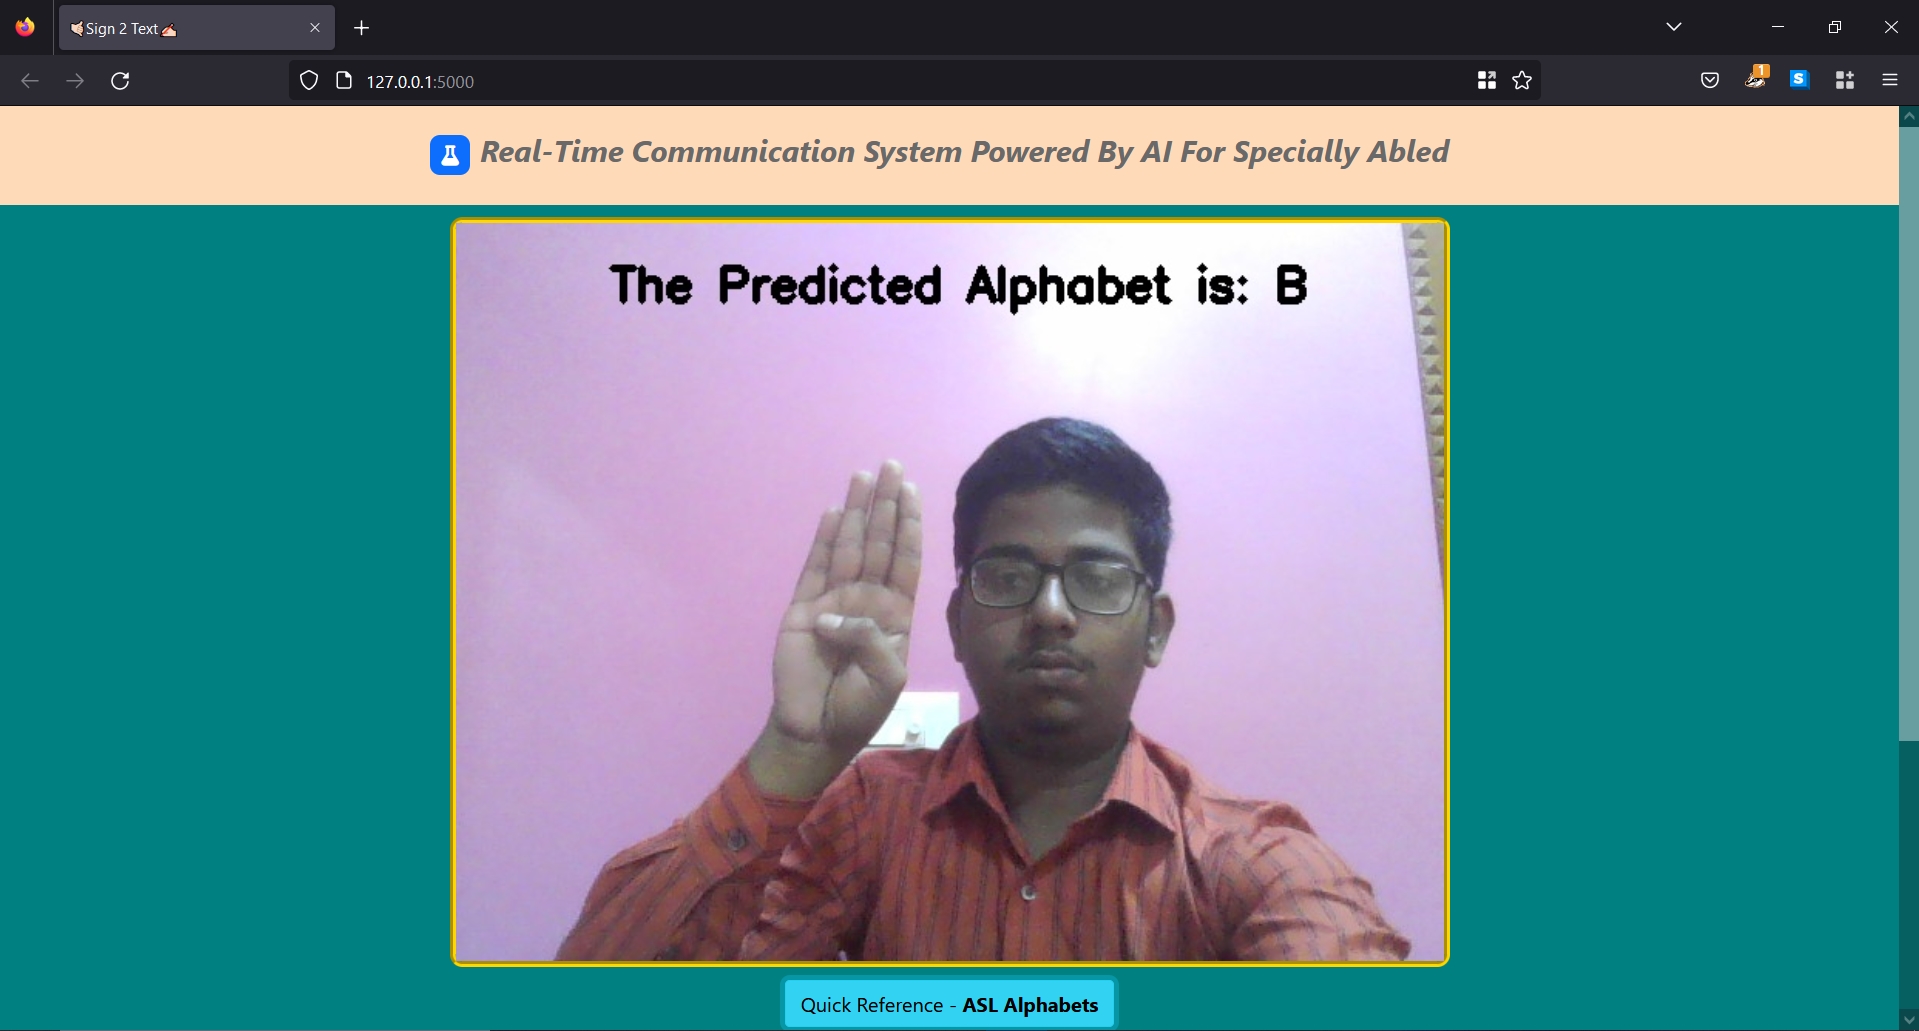 Sign 2 Text
127.0.0.1:5000
1
S
Real-Time Communication System Powered By AI For Specially Abled
The Predicted Alphabet is: B
Quick Reference - ASL Alphabets